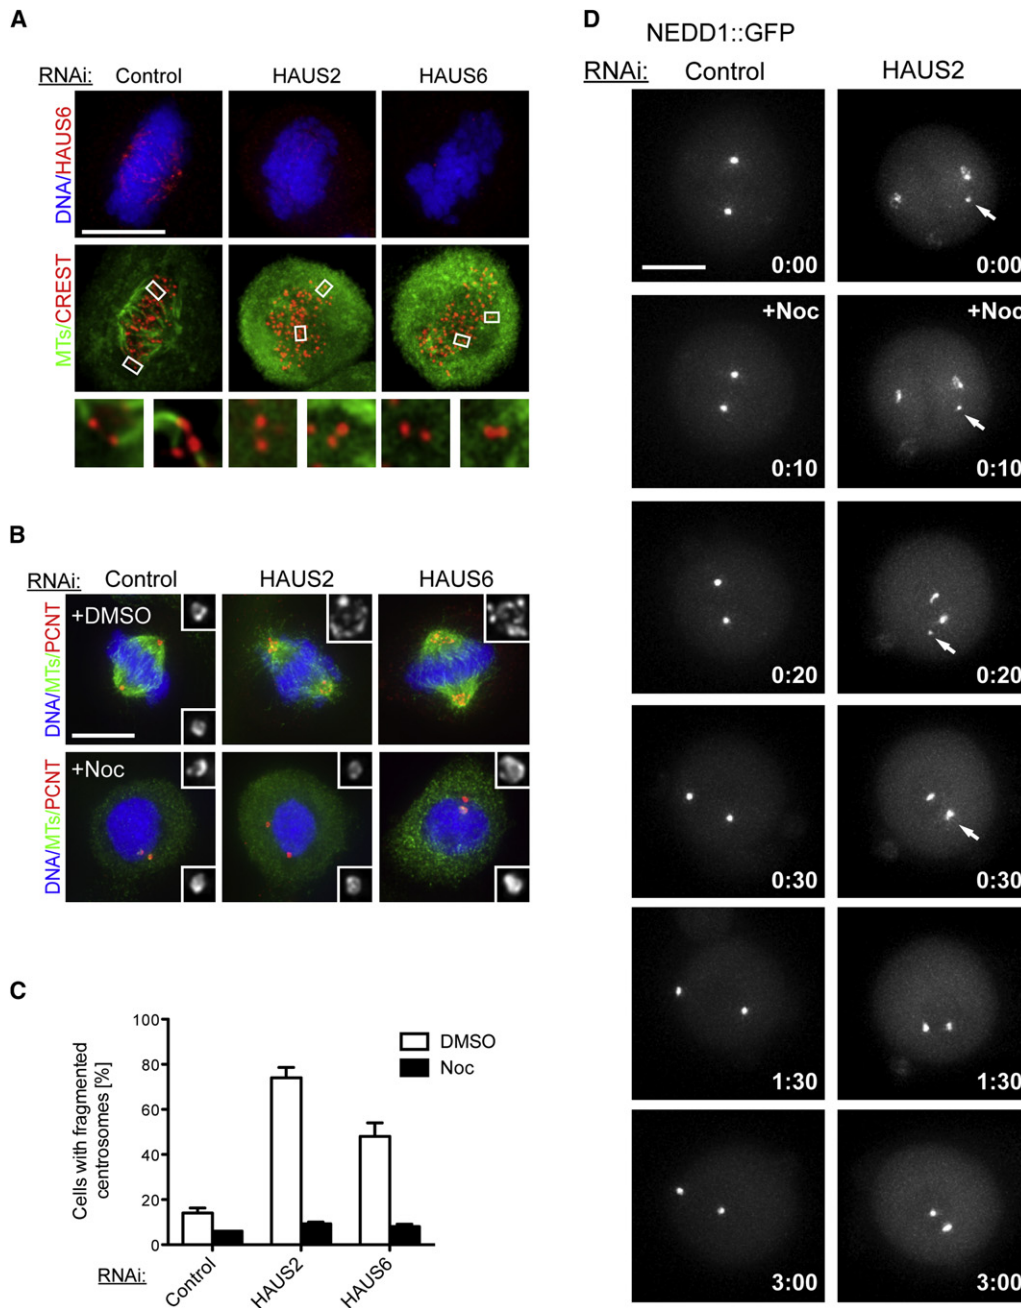 A
RNAi: Control HAUS2 HAUS6
DNA/HAUS6
MTs/CREST
B
RNAi: Control HAUS2 HAUS6
+DMSO
DNA/MTs/PCNT
+Noc
DNA/MTs/PCNT
C
100
80
60
40
20
0
Cells with fragmented
centrosomes [%]
DMSO
Noc
RNAi:
Control
HAUS2
HAUS6
D
NEDD1::GFP
RNAi: Control HAUS2
0:00 0:00
+Noc +Noc
0:10 0:10
0:20 0:20
0:30 0:30
1:30 1:30
3:00 3:00